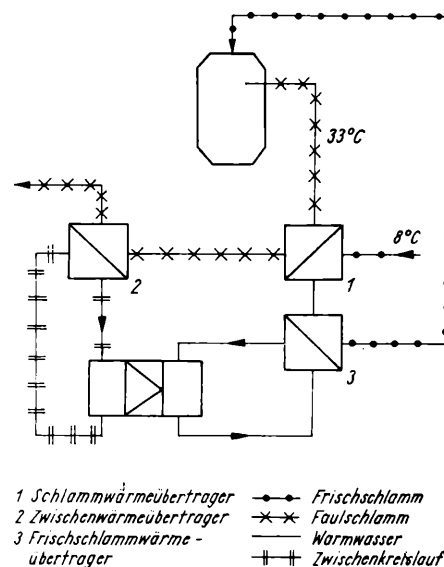 33°C
8°C
2
1
3
1 Schlammwärmeübertrager
2 Zwischenwärmeübertrager
3 Frischschlammwärme-
übertrager
Frischschlamm
Faulschlamm
Warmwasser
Zwischenkreislauf